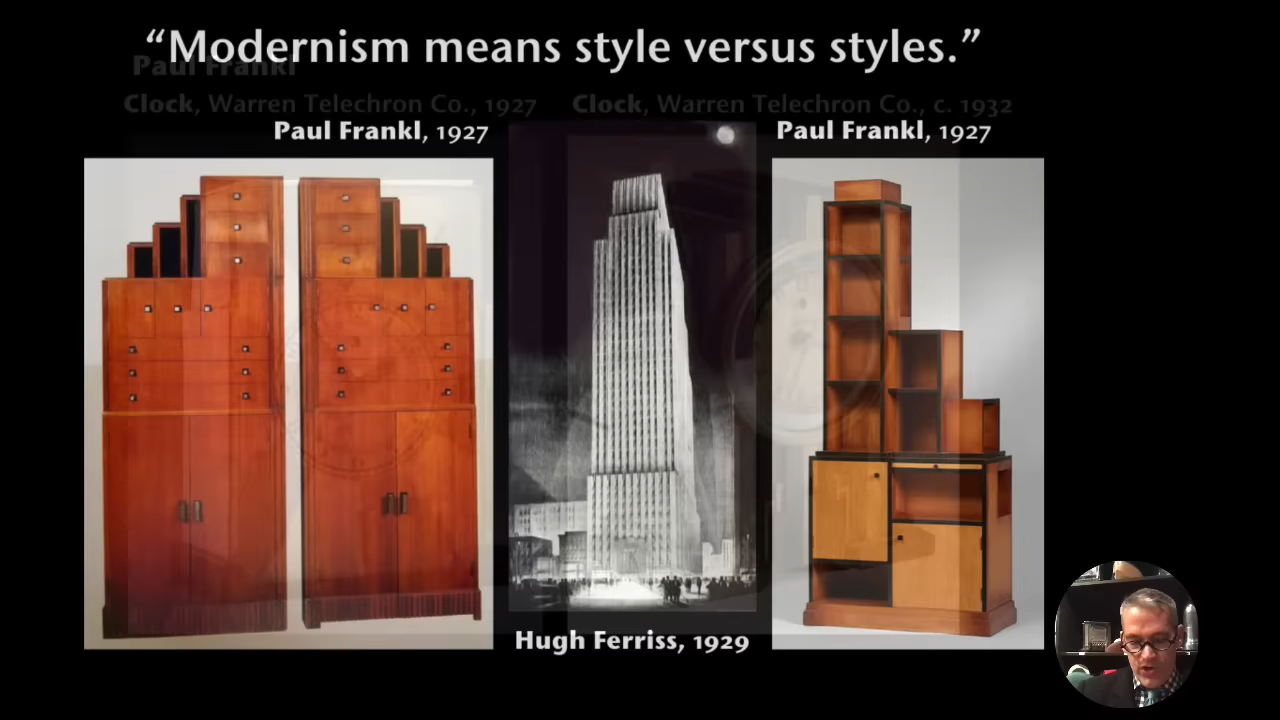 “Modernism means style versus styles.”
Paul Frankl
Clock, Warren Telechron Co., 1927
Clock, Warren Telechron Co., c. 1932
Paul Frankl, 1927
Paul Frankl, 1927
Hugh Ferriss, 1929